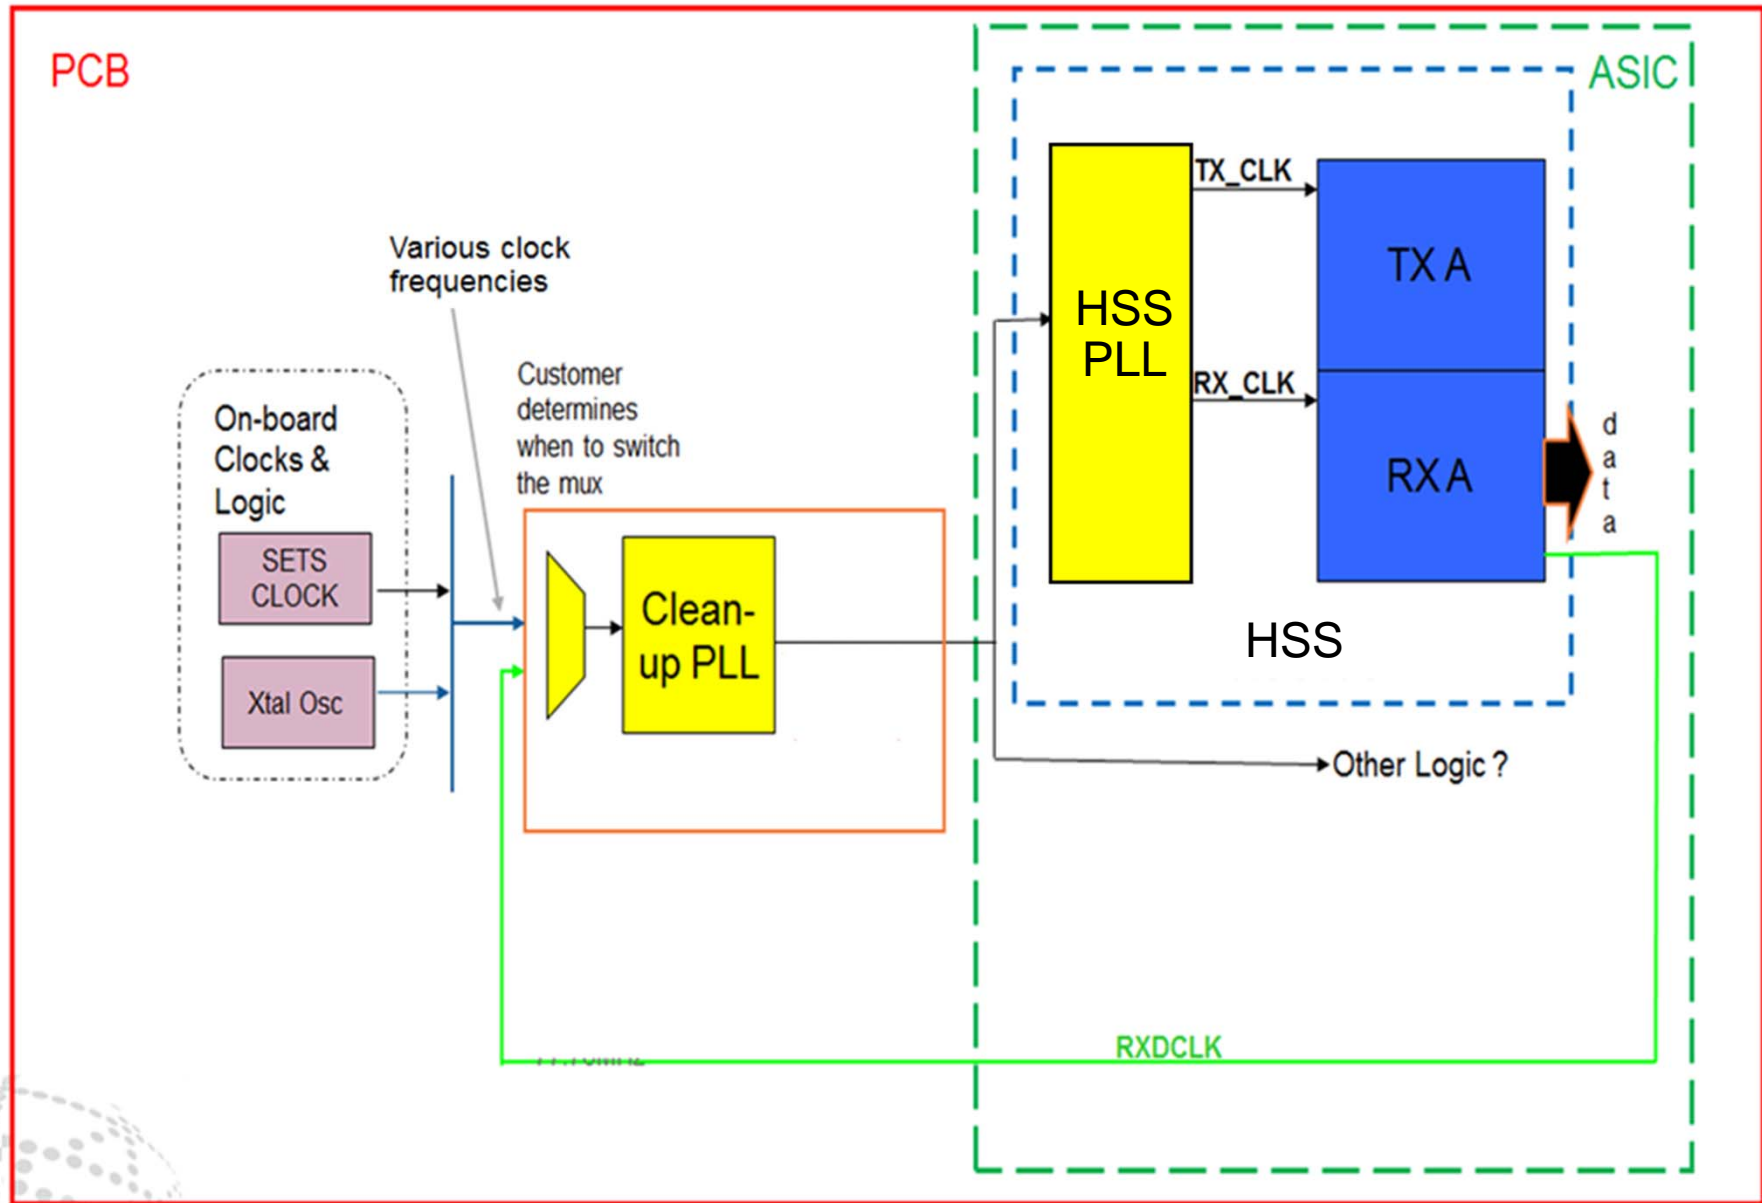 PCB
ASIC
TX_CLK
TX A
Various clock
frequencies
HSS
PLL
Customer
determines
when to switch
the mux
RX_CLK
On-board
Clocks &
Logic
RX A
d
a
t
a
SETS
CLOCK
Clean-
up PLL
HSS
Xtal Osc
Other Logic ?
RXDCLK